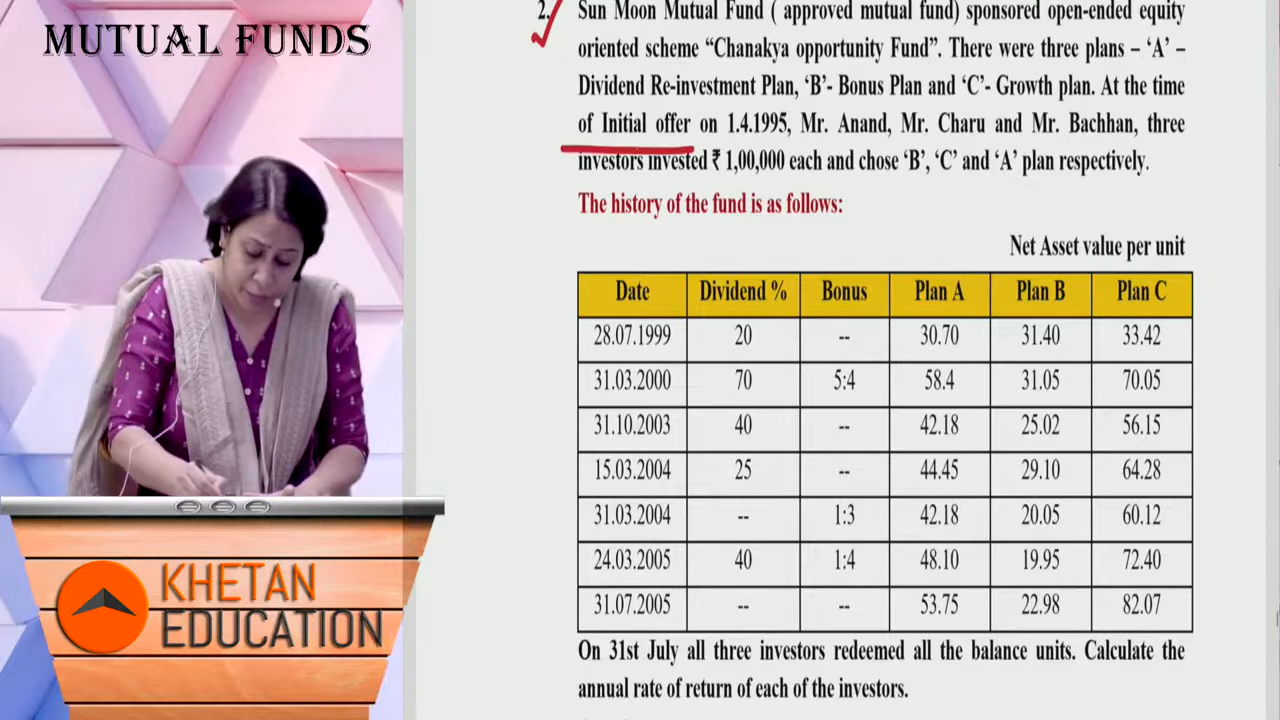 MUTUAL FUNDS
2. Sun Moon Mutual Fund ( approved mutual fund) sponsored open-ended equity
oriented scheme “Chanakya opportunity Fund”. There were three plans – ‘A’ –
Dividend Re-investment Plan, ‘B’- Bonus Plan and ‘C’- Growth plan. At the time
of Initial offer on 1.4.1995, Mr. Anand, Mr. Charu and Mr. Bachhan, three
investors invested ₹ 1,00,000 each and chose ‘B’, ‘C’ and ‘A’ plan respectively.
The history of the fund is as follows:
Net Asset value per unit
Date Dividend % Bonus Plan A Plan B Plan C
28.07.1999 20 -- 30.70 31.40 33.42
31.03.2000 70 5:4 58.4 31.05 70.05
31.10.2003 40 -- 42.18 25.02 56.15
15.03.2004 25 -- 44.45 29.10 64.28
31.03.2004 -- 1:3 42.18 20.05 60.12
24.03.2005 40 1:4 48.10 19.95 72.40
31.07.2005 -- -- 53.75 22.98 82.07
On 31st July all three investors redeemed all the balance units. Calculate the
annual rate of return of each of the investors.
KHETAN
EDUCATION